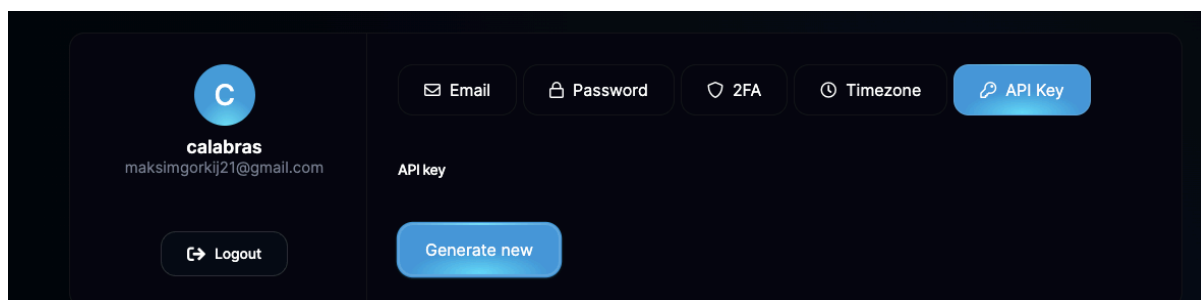 C
calabras
maksimgorkij21@gmail.com
Logout
Email
Password
2FA
Timezone
API Key
API key
Generate new